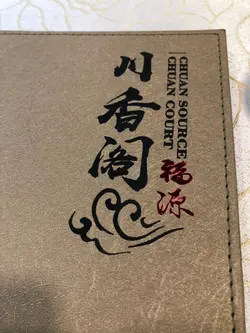 川香阁
福源
CHUAN SOURCE
CHUAN COURT